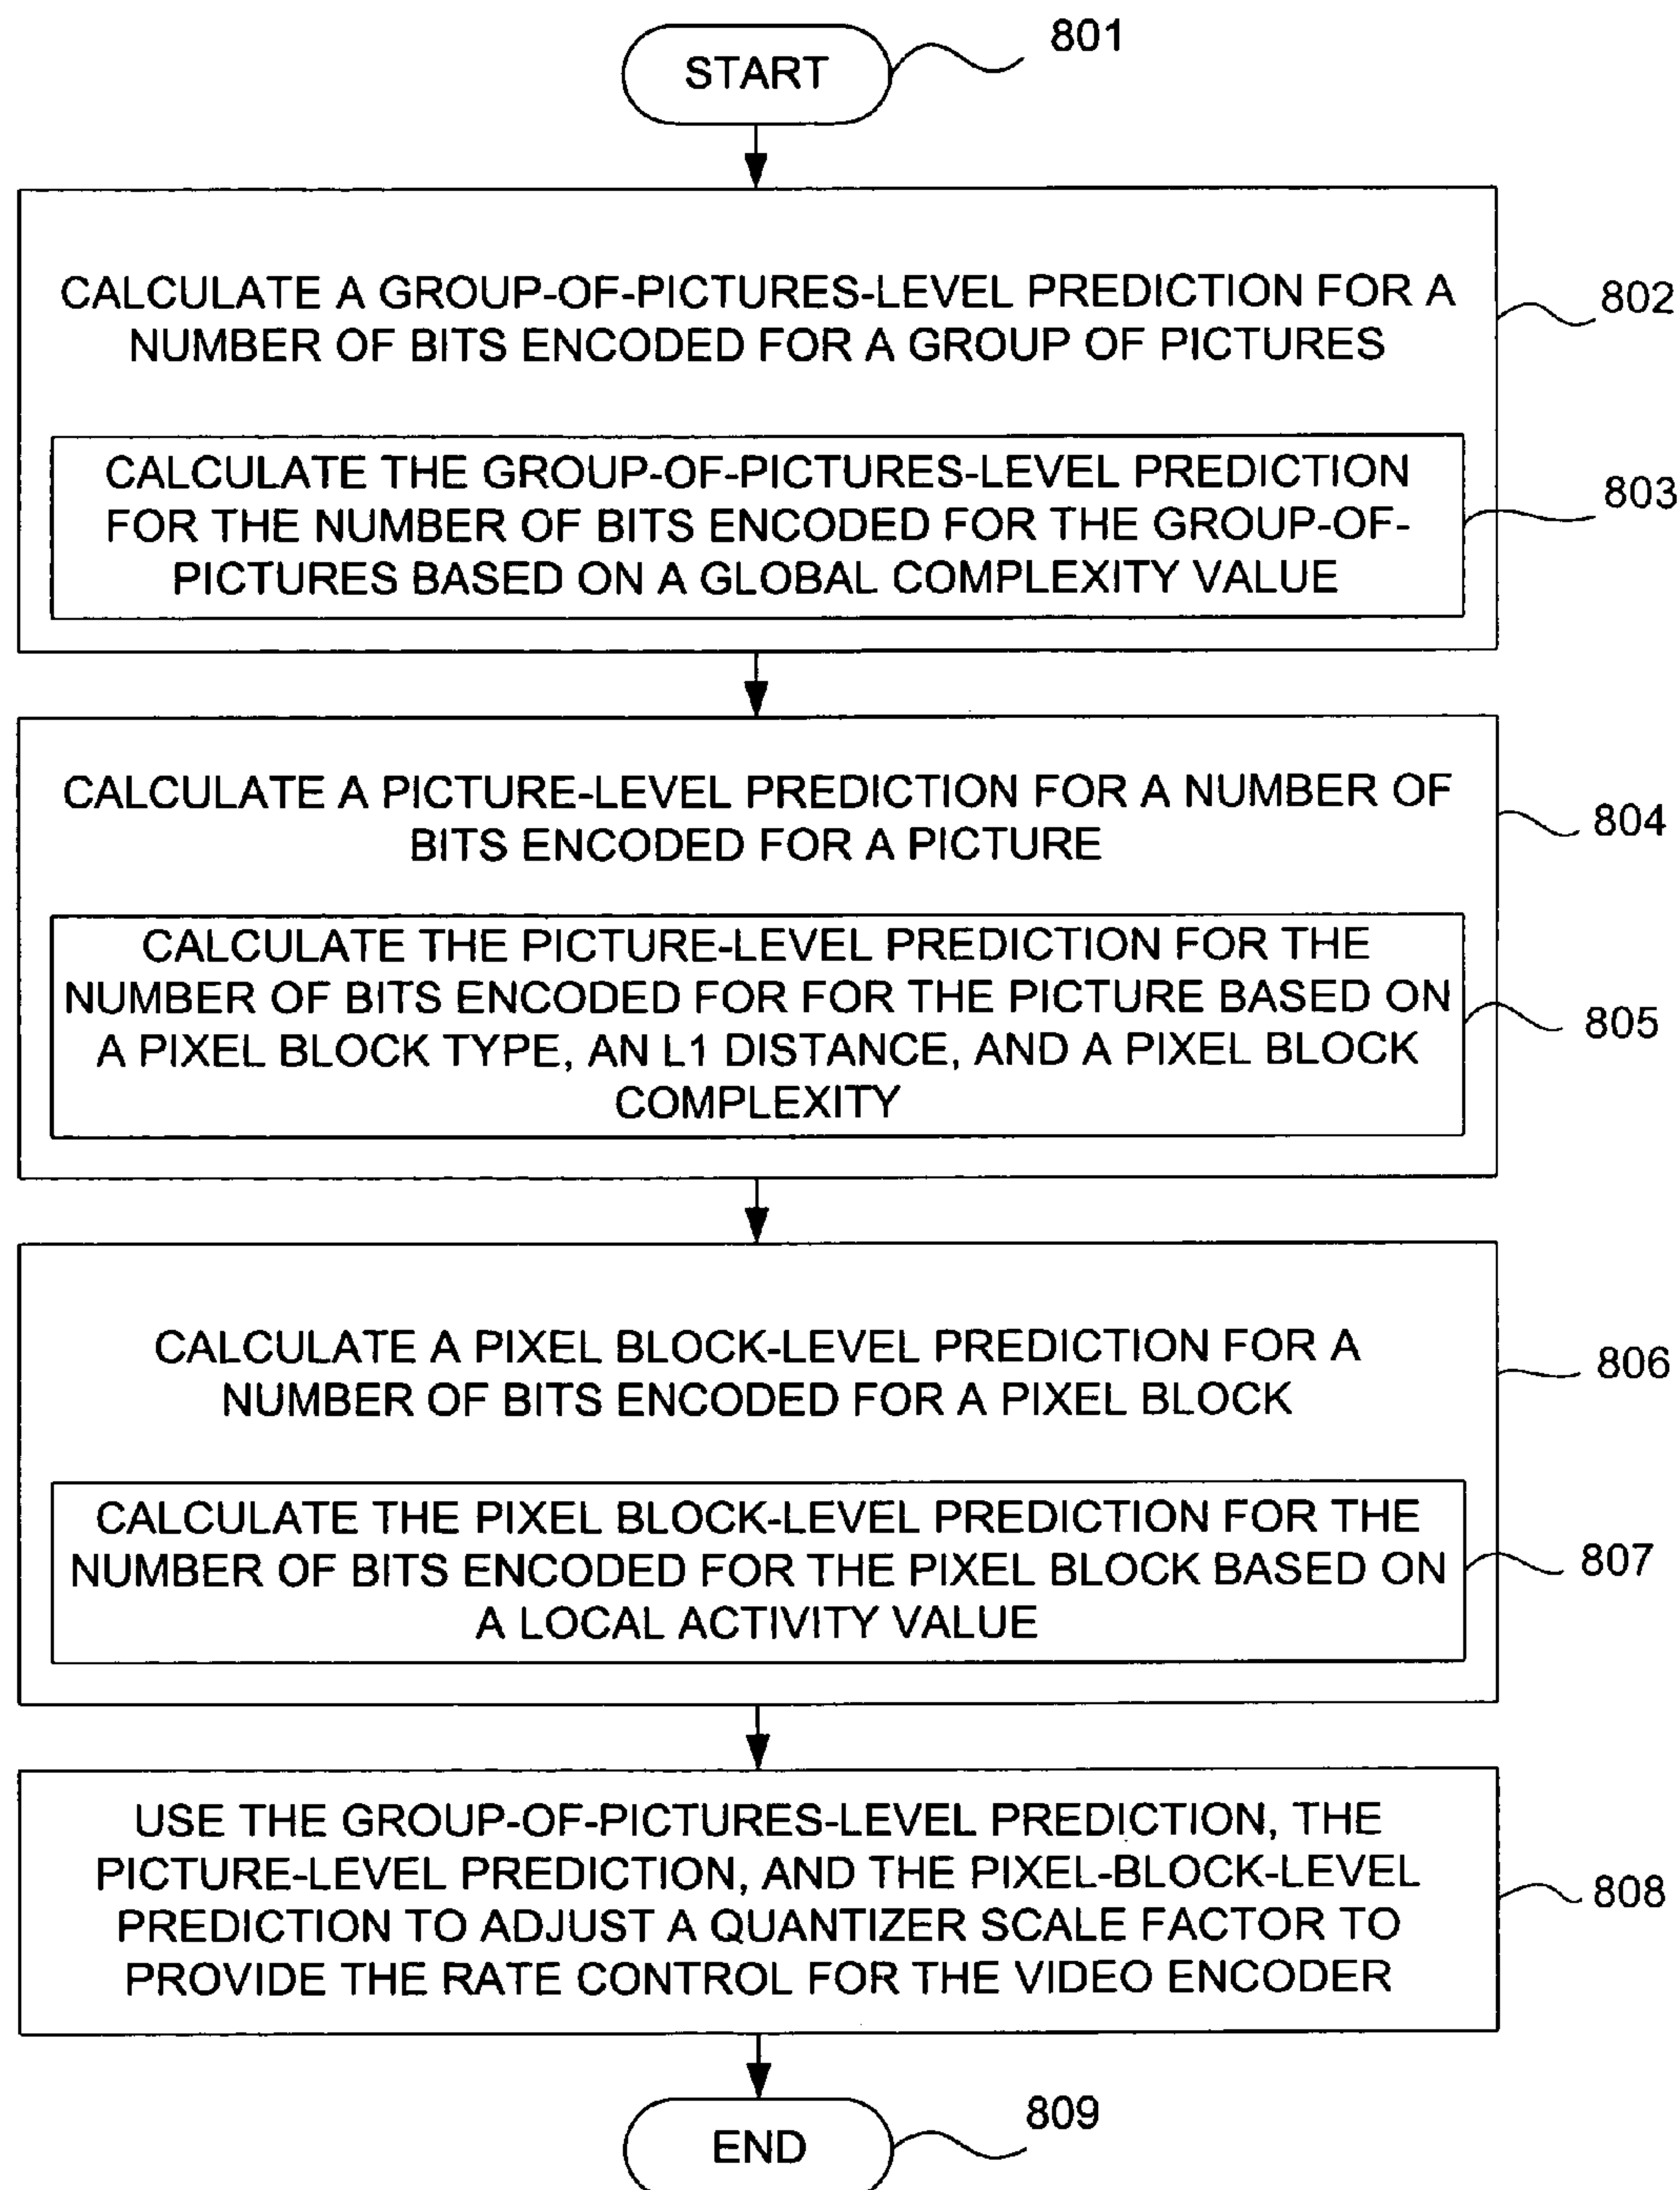 START
801
CALCULATE A GROUP-OF-PICTURES-LEVEL PREDICTION FOR A
NUMBER OF BITS ENCODED FOR A GROUP OF PICTURES
802
CALCULATE THE GROUP-OF-PICTURES-LEVEL PREDICTION
FOR THE NUMBER OF BITS ENCODED FOR THE GROUP-OF-
PICTURES BASED ON A GLOBAL COMPLEXITY VALUE
803
CALCULATE A PICTURE-LEVEL PREDICTION FOR A NUMBER OF
BITS ENCODED FOR A PICTURE
804
CALCULATE THE PICTURE-LEVEL PREDICTION FOR THE
NUMBER OF BITS ENCODED FOR FOR THE PICTURE BASED ON
A PIXEL BLOCK TYPE, AN L1 DISTANCE, AND A PIXEL BLOCK
COMPLEXITY
805
CALCULATE A PIXEL BLOCK-LEVEL PREDICTION FOR A
NUMBER OF BITS ENCODED FOR A PIXEL BLOCK
806
CALCULATE THE PIXEL BLOCK-LEVEL PREDICTION FOR THE
NUMBER OF BITS ENCODED FOR THE PIXEL BLOCK BASED ON
A LOCAL ACTIVITY VALUE
807
USE THE GROUP-OF-PICTURES-LEVEL PREDICTION, THE
PICTURE-LEVEL PREDICTION, AND THE PIXEL-BLOCK-LEVEL
PREDICTION TO ADJUST A QUANTIZER SCALE FACTOR TO
PROVIDE THE RATE CONTROL FOR THE VIDEO ENCODER
808
END
809